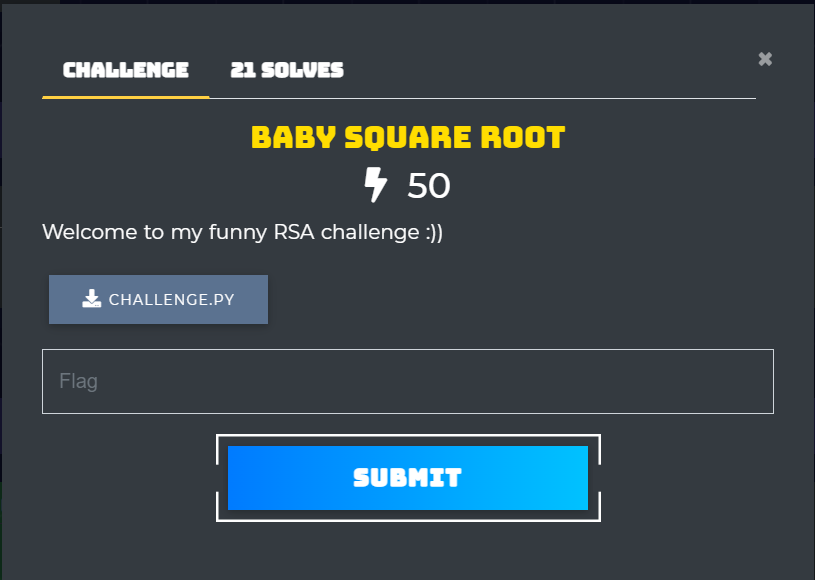 CHALLENGE 21 SOLVES
BABY SQUARE ROOT
50
Welcome to my funny RSA challenge :))
CHALLENGE.PY
Flag
SUBMIT